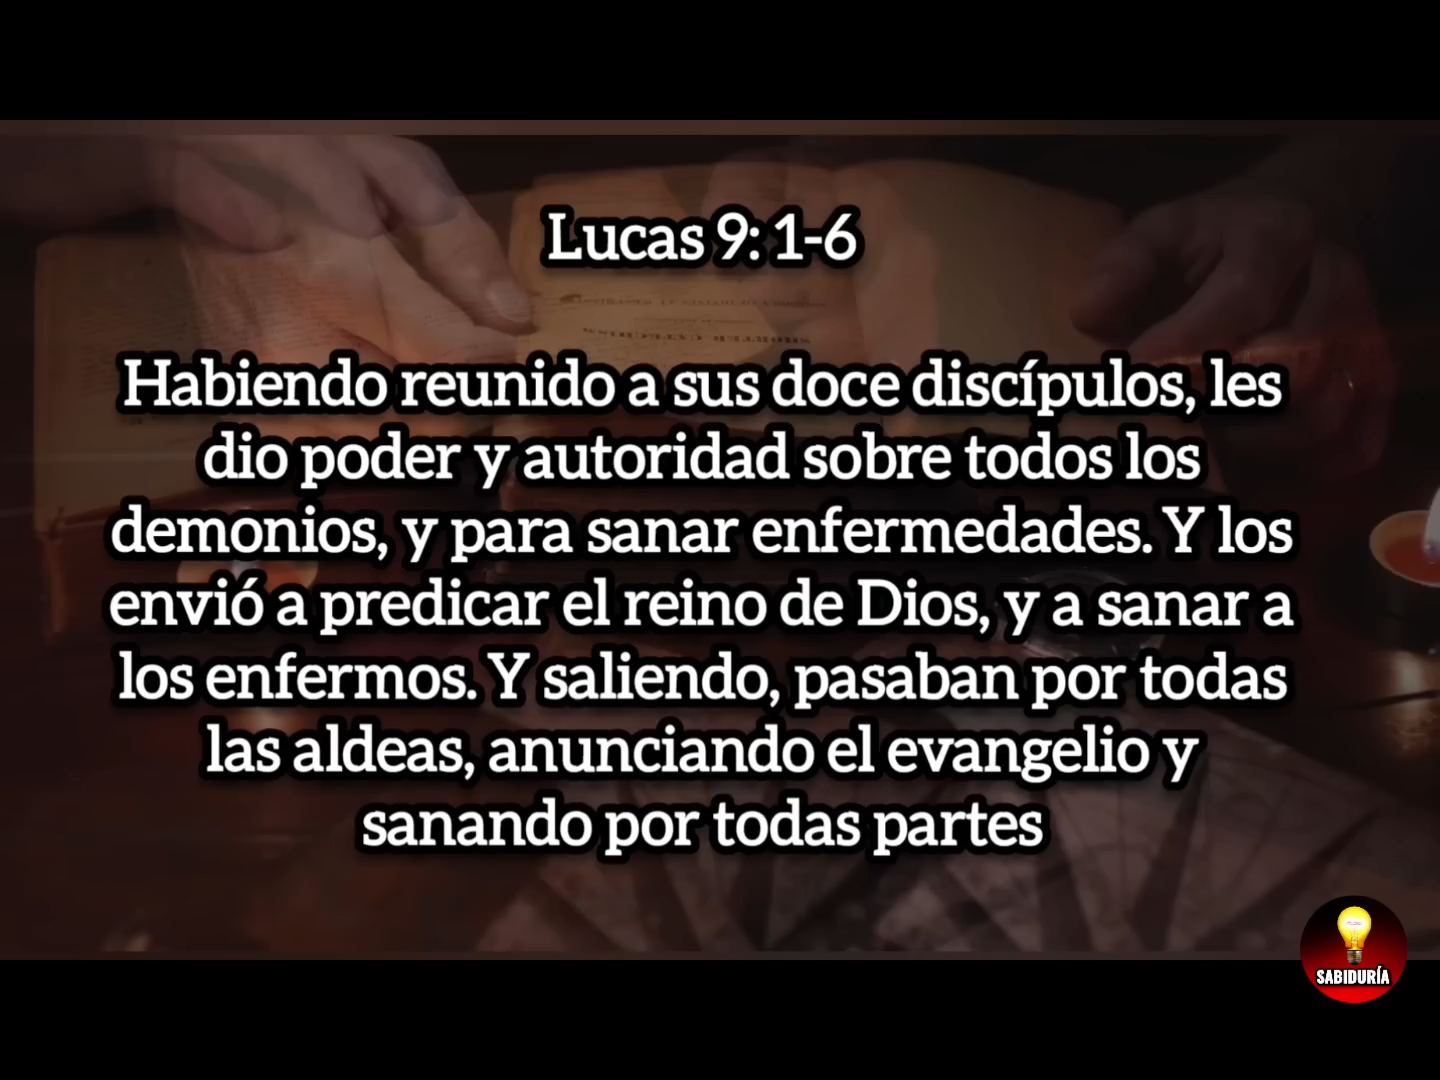 Lucas 9: 1-6
Habiendo reunido a sus doce discípulos, les
dio poder y autoridad sobre todos los
demonios, y para sanar enfermedades. Y los
envió a predicar el reino de Dios, y a sanar a
los enfermos. Y saliendo, pasaban por todas
las aldeas, anunciando el evangelio y
sanando por todas partes
SABIDURÍA